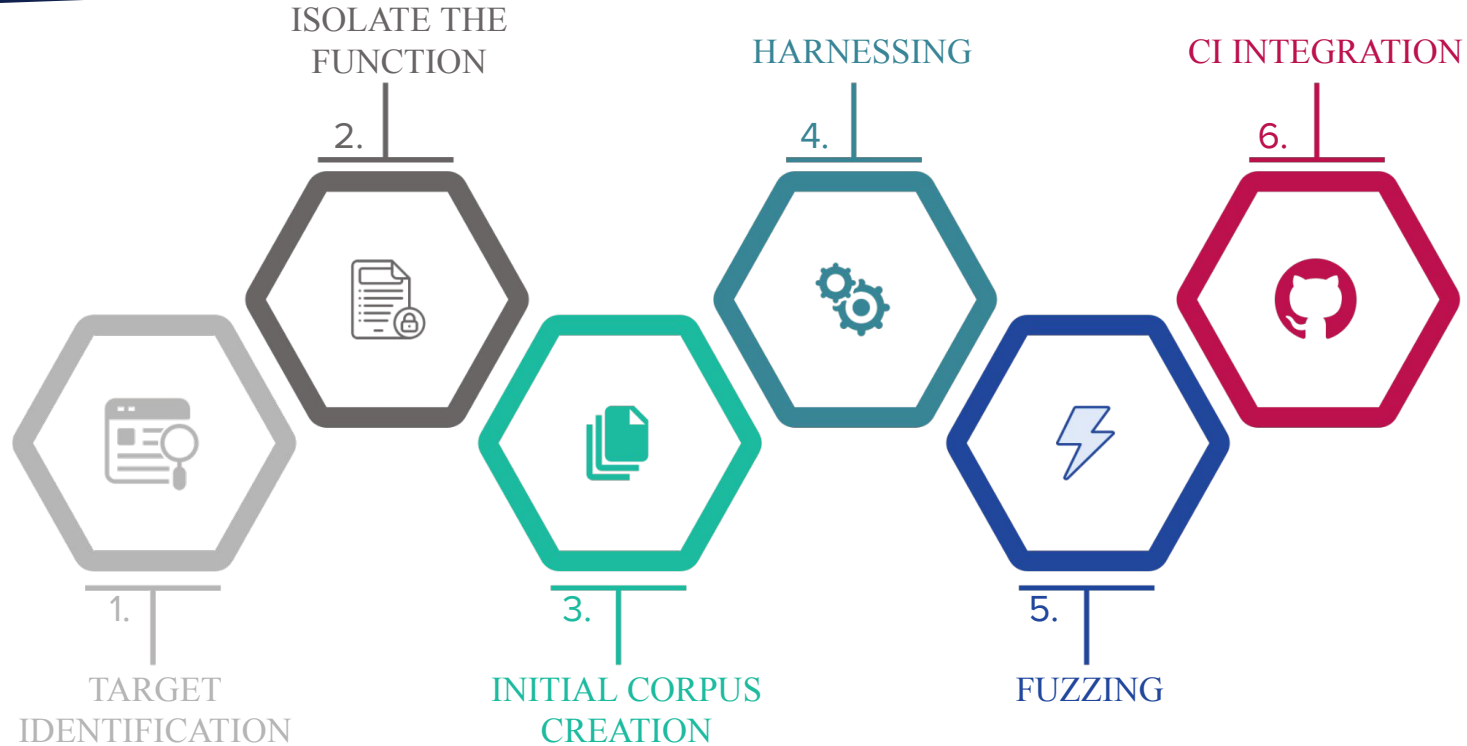 1.
TARGET
IDENTIFICATION
ISOLATE THE
FUNCTION
2.
3.
INITIAL CORPUS
CREATION
HARNESSING
4.
5.
FUZZING
CI INTEGRATION
6.